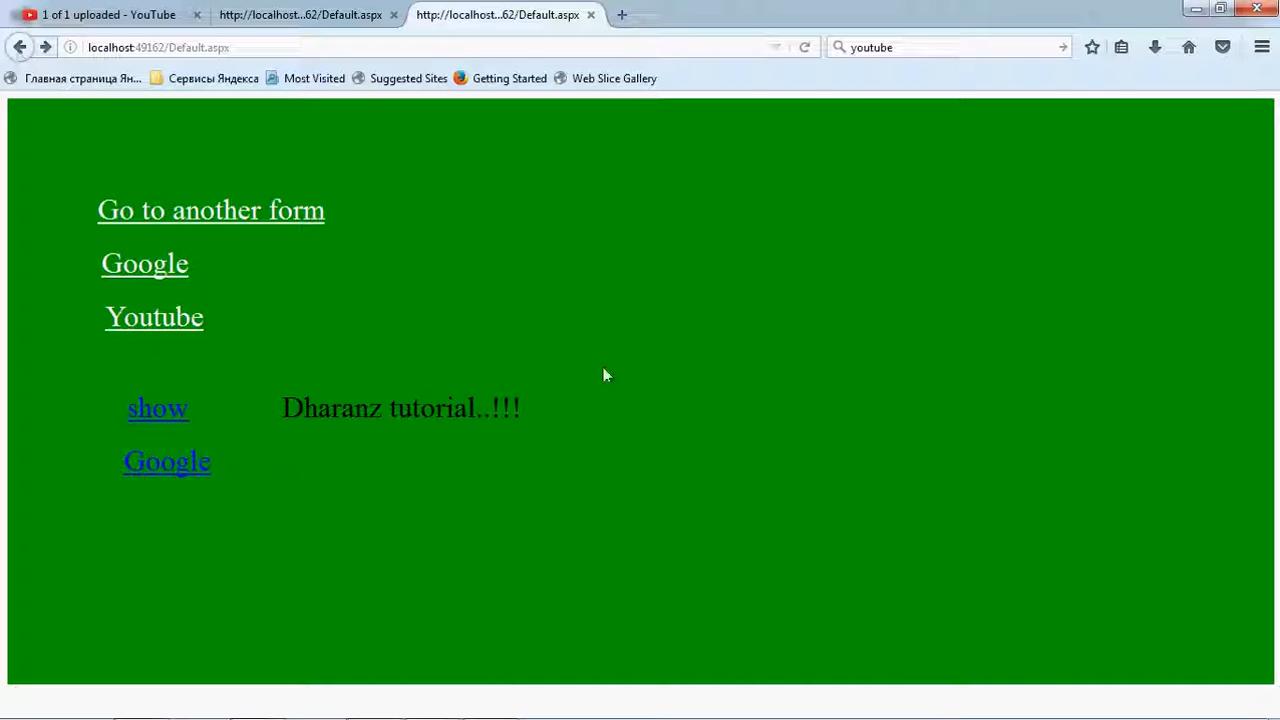 1 of 1 uploaded - YouTube http://localhost...62/Default.aspx http://localhost...62/Default.aspx
localhost:49162/Default.aspx youtube
Главная страница Ян... Сервисы Яндекса Most Visited Suggested Sites Getting Started Web Slice Gallery
Go to another form
Google
Youtube
show Dharanz tutorial..!!!
Google